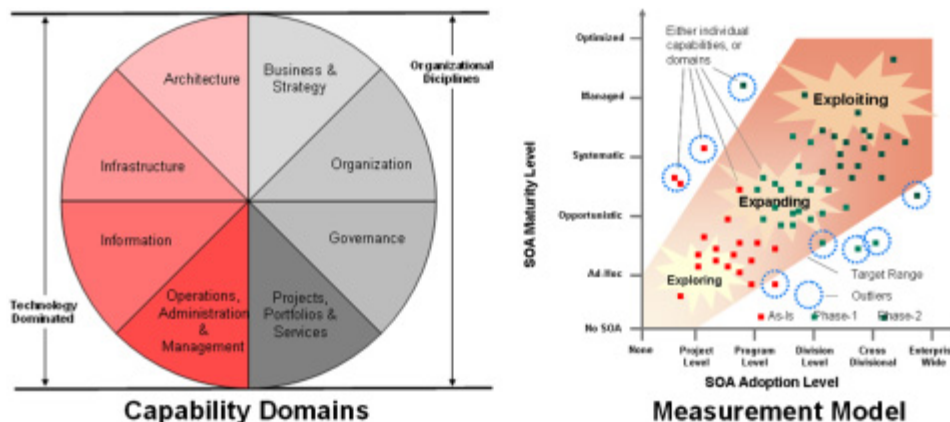 Architecture
Business &
Strategy
Infrastructure
Organization
Information
Governance
Operations,
Administration
&
Management
Projects,
Portfolios &
Services
Organizational
Diciplines
Technology
Dominated
Capability Domains
Either individual
capabilities, or
domains
Exploiting
Expanding
Exploring
Target Range
Outliers
As-Is
Phase-1
Phase-2
SOA Maturity Level
Optimized
Managed
Systematic
Opportunistic
Ad-Hoc
No SOA
None
Project
Level
Program
Level
Division
Level
Cross
Divisional
Enterprise
Wide
SOA Adoption Level
Measurement Model